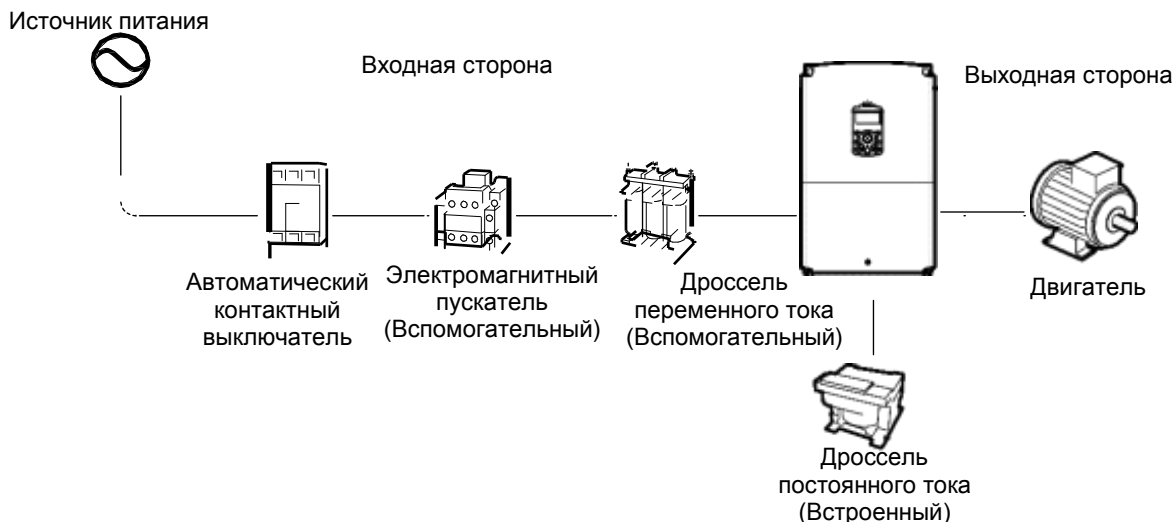 Источник питания
Входная сторона
Выходная сторона
Автоматический
контактный
выключатель
Электромагнитный
пускатель
(Вспомогательный)
Дроссель
переменного тока
(Вспомогательный)
Двигатель
Дроссель
постоянного тока
(Встроенный)